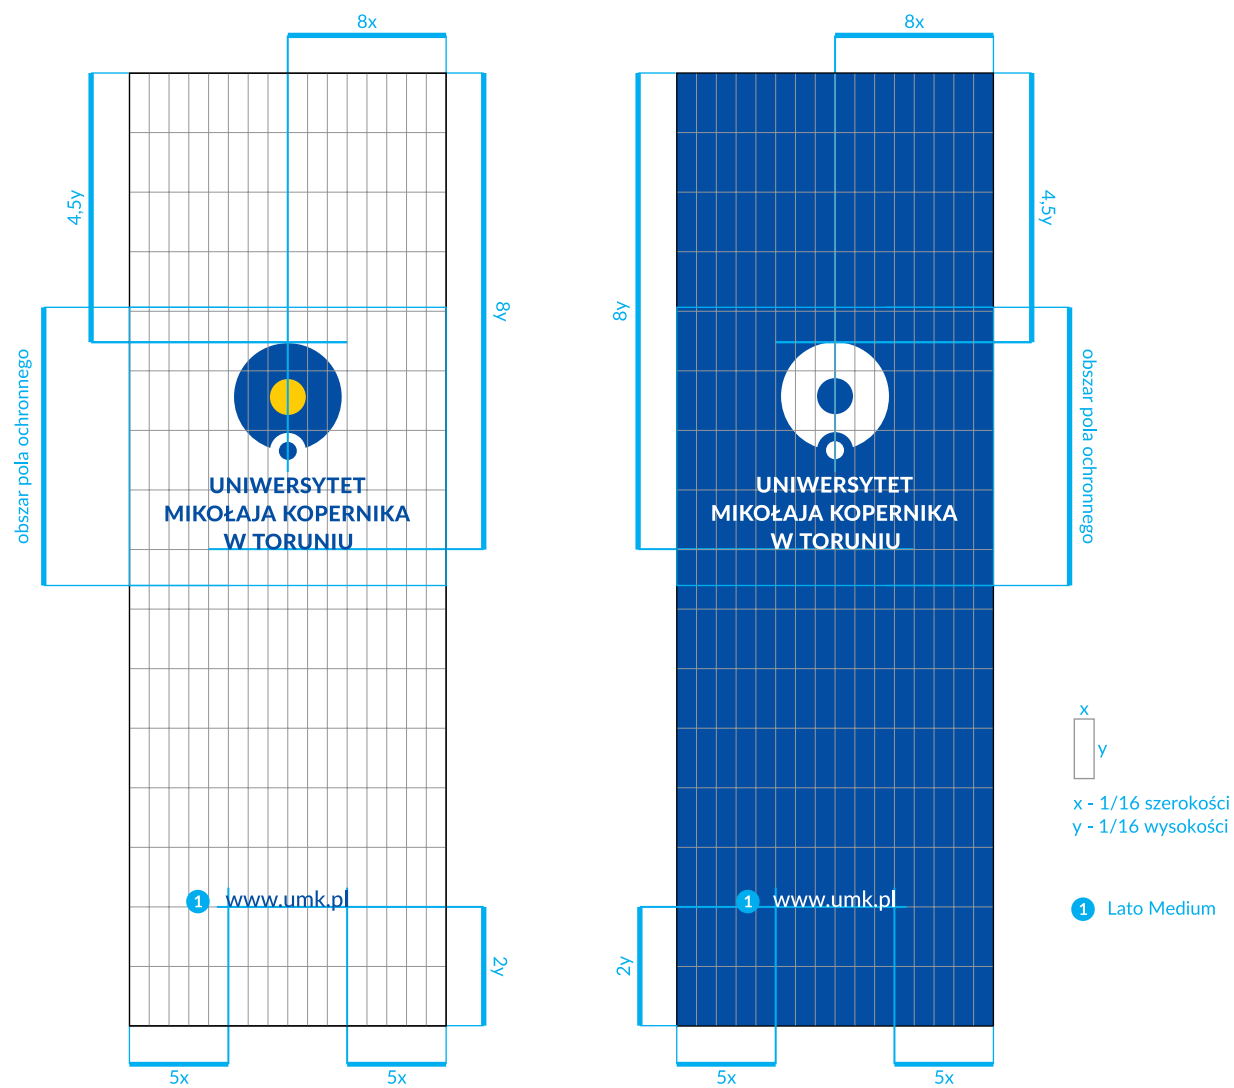 8x
8x
4,5y
4,5y
8y
8y
obszar pola ochronnego
obszar pola ochronnego
UNIWERSYTET
MIKOŁAJA KOPERNIKA
W TORUNIU
UNIWERSYTET
MIKOŁAJA KOPERNIKA
W TORUNIU
x
y
x - 1/16 szerokości
y - 1/16 wysokości
1 www.umk.pl
1 www.umk.pl
1 Lato Medium
2y
2y
5x
5x
5x
5x